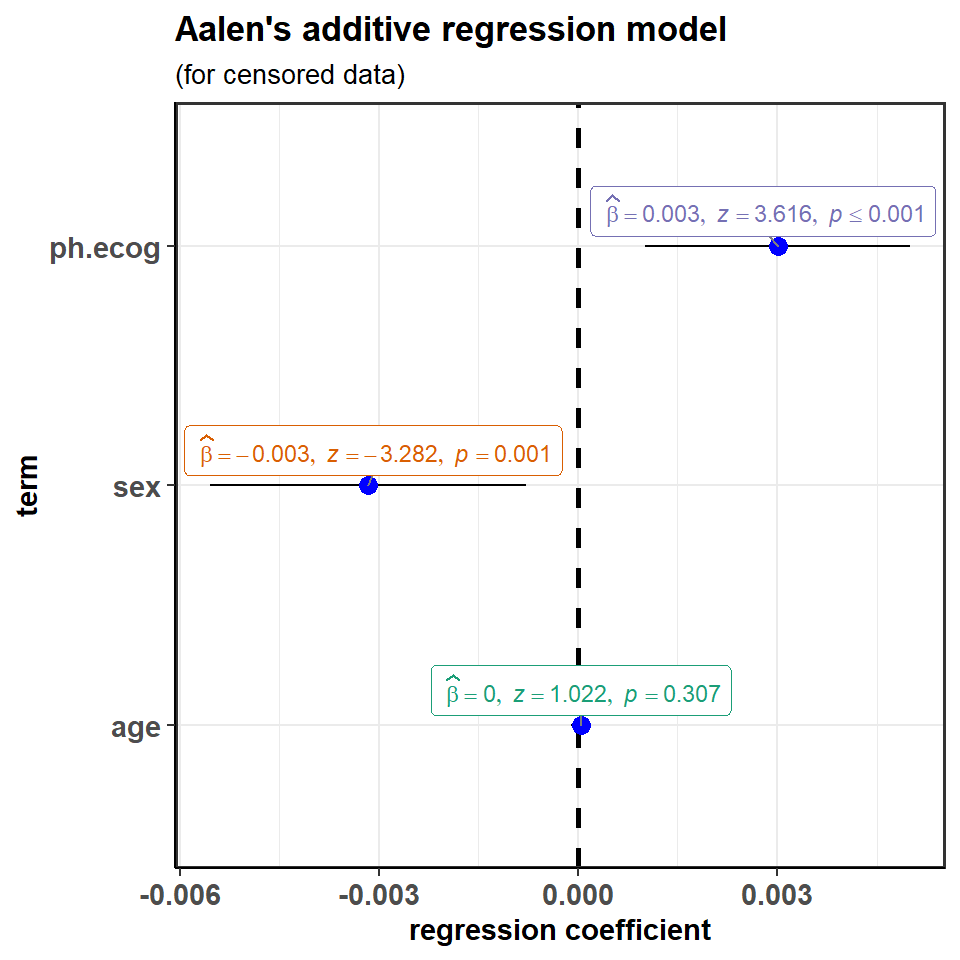 Aalen's additive regression model
(for censored data)
β̂ = 0.003, z = 3.616, p ≤ 0.001
ph.ecog
β̂ = −0.003, z = −3.282, p = 0.001
sex
term
β̂ = 0, z = 1.022, p = 0.307
age
-0.006 -0.003 0.000 0.003
regression coefficient